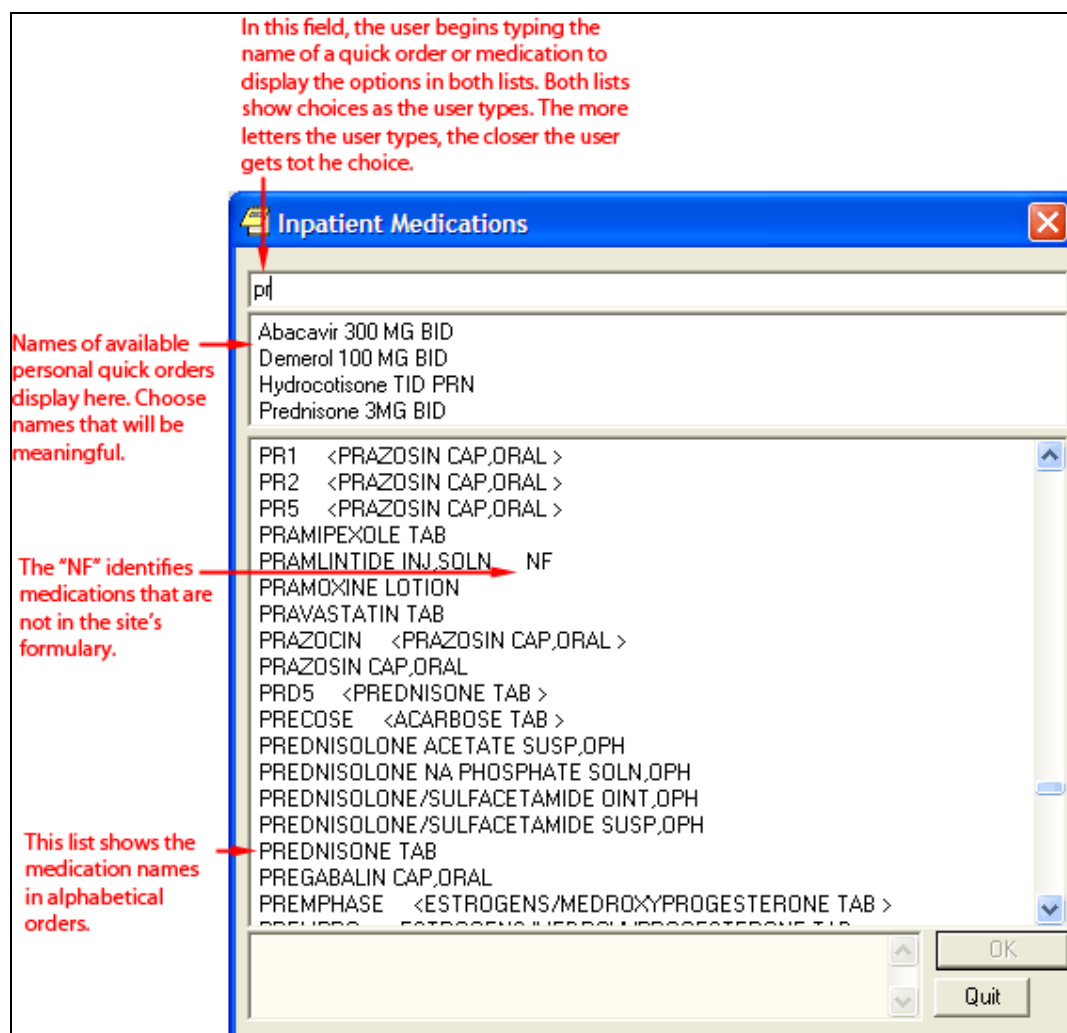 In this field, the user begins typing the
name of a quick order or medication to
display the options in both lists. Both lists
show choices as the user types. The more
letters the user types, the closer the user
gets tot he choice.
Inpatient Medications
pr
Names of available
personal quick orders
display here. Choose
names that will be
meaningful.
Abacavir 300 MG BID
Demerol 100 MG BID
Hydrocotisone TID PRN
Prednisone 3MG BID
PR1 <PRAZOSIN CAP,ORAL >
PR2 <PRAZOSIN CAP,ORAL >
PR5 <PRAZOSIN CAP,ORAL >
PRAMIPEXOLE TAB
PRAMLINTIDE INJ,SOLN NF
PRAMOXINE LOTION
PRAVASTATIN TAB
PRAZOCIN <PRAZOSIN CAP,ORAL >
PRAZOSIN CAP,ORAL
PRD5 <PREDNISONE TAB >
PRECOSE <ACARBOSE TAB >
PREDNISOLONE ACETATE SUSP,OPH
PREDNISOLONE NA PHOSPHATE SOLN,OPH
PREDNISOLONE/SULFACETAMIDE OINT,OPH
PREDNISOLONE/SULFACETAMIDE SUSP,OPH
PREDNISONE TAB
PREGABALIN CAP,ORAL
PREMPHASE <ESTROGENS/MEDROXYPROGESTERONE TAB >
The "NF" identifies
medications that are
not in the site's
formulary.
This list shows the
medication names
in alphabetical
orders.
OK
Quit